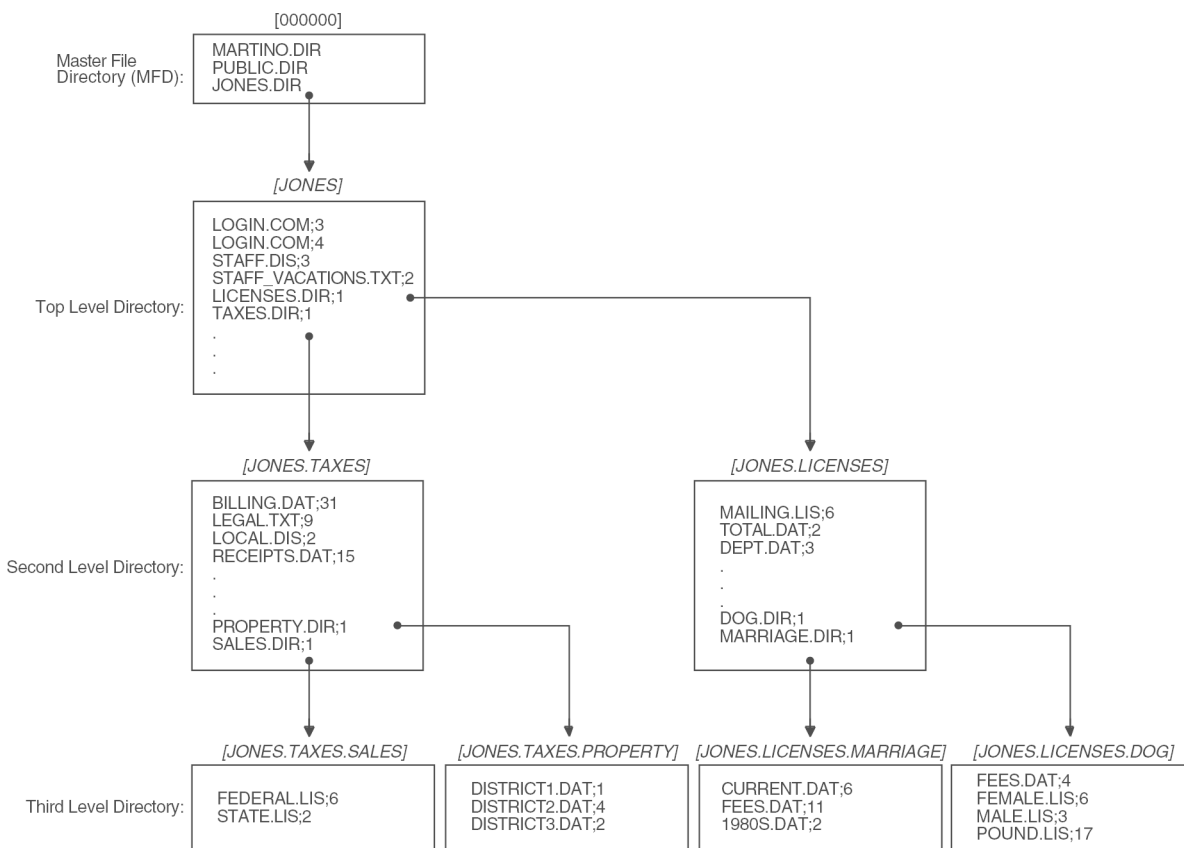 [000000]
Master File
Directory (MFD):
MARTINO.DIR
PUBLIC.DIR
JONES.DIR
[JONES]
Top Level Directory:
LOGIN.COM;3
LOGIN.COM;4
STAFF.DIS;3
STAFF_VACATIONS.TXT;2
LICENSES.DIR;1
TAXES.DIR;1
.
.
.
[JONES.TAXES]
Second Level Directory:
BILLING.DAT;31
LEGAL.TXT;9
LOCAL.DIS;2
RECEIPTS.DAT;15
.
.
.
PROPERTY.DIR;1
SALES.DIR;1
[JONES.LICENSES]
MAILING.LIS;6
TOTAL.DAT;2
DEPT.DAT;3
.
.
.
DOG.DIR;1
MARRIAGE.DIR;1
Third Level Directory:
[JONES.TAXES.SALES]
FEDERAL.LIS;6
STATE.LIS;2
[JONES.TAXES.PROPERTY]
DISTRICT1.DAT;1
DISTRICT2.DAT;4
DISTRICT3.DAT;2
[JONES.LICENSES.MARRIAGE]
CURRENT.DAT;6
FEES.DAT;11
1980S.DAT;2
[JONES.LICENSES.DOG]
FEES.DAT;4
FEMALE.LIS;6
MALE.LIS;3
POUND.LIS;17